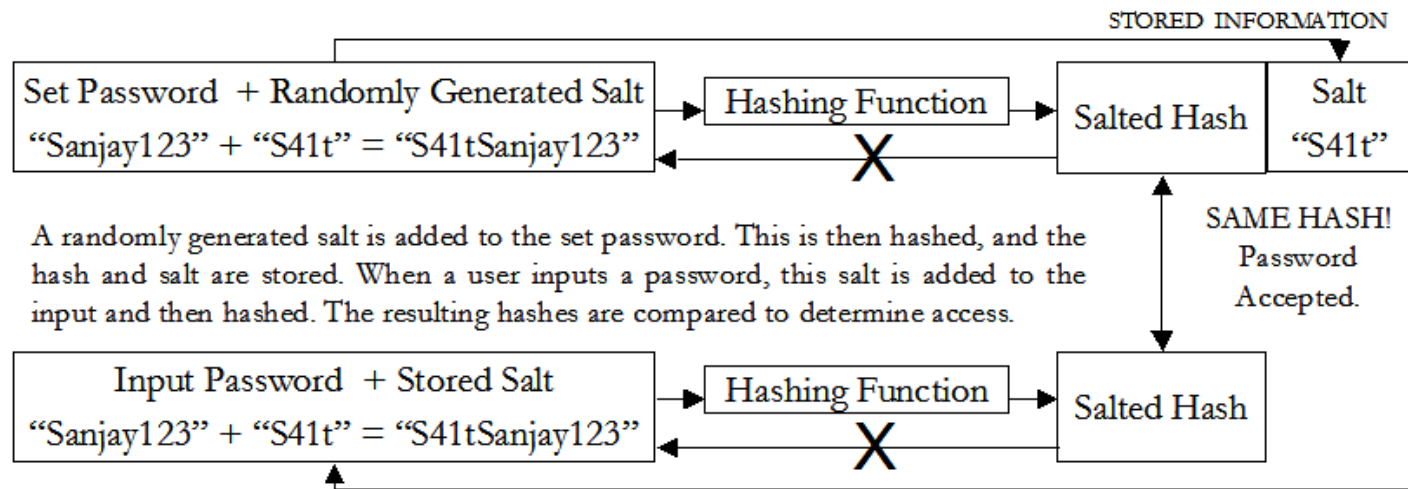 STORED INFORMATION
Set Password + Randomly Generated Salt
“Sanjay123” + “S41t” = “S41tSanjay123”
Hashing Function
Salted Hash
Salt
“S41t”
X
A randomly generated salt is added to the set password. This is then hashed, and the
hash and salt are stored. When a user inputs a password, this salt is added to the
input and then hashed. The resulting hashes are compared to determine access.
SAME HASH!
Password
Accepted.
Input Password + Stored Salt
“Sanjay123” + “S41t” = “S41tSanjay123”
Hashing Function
Salted Hash
X